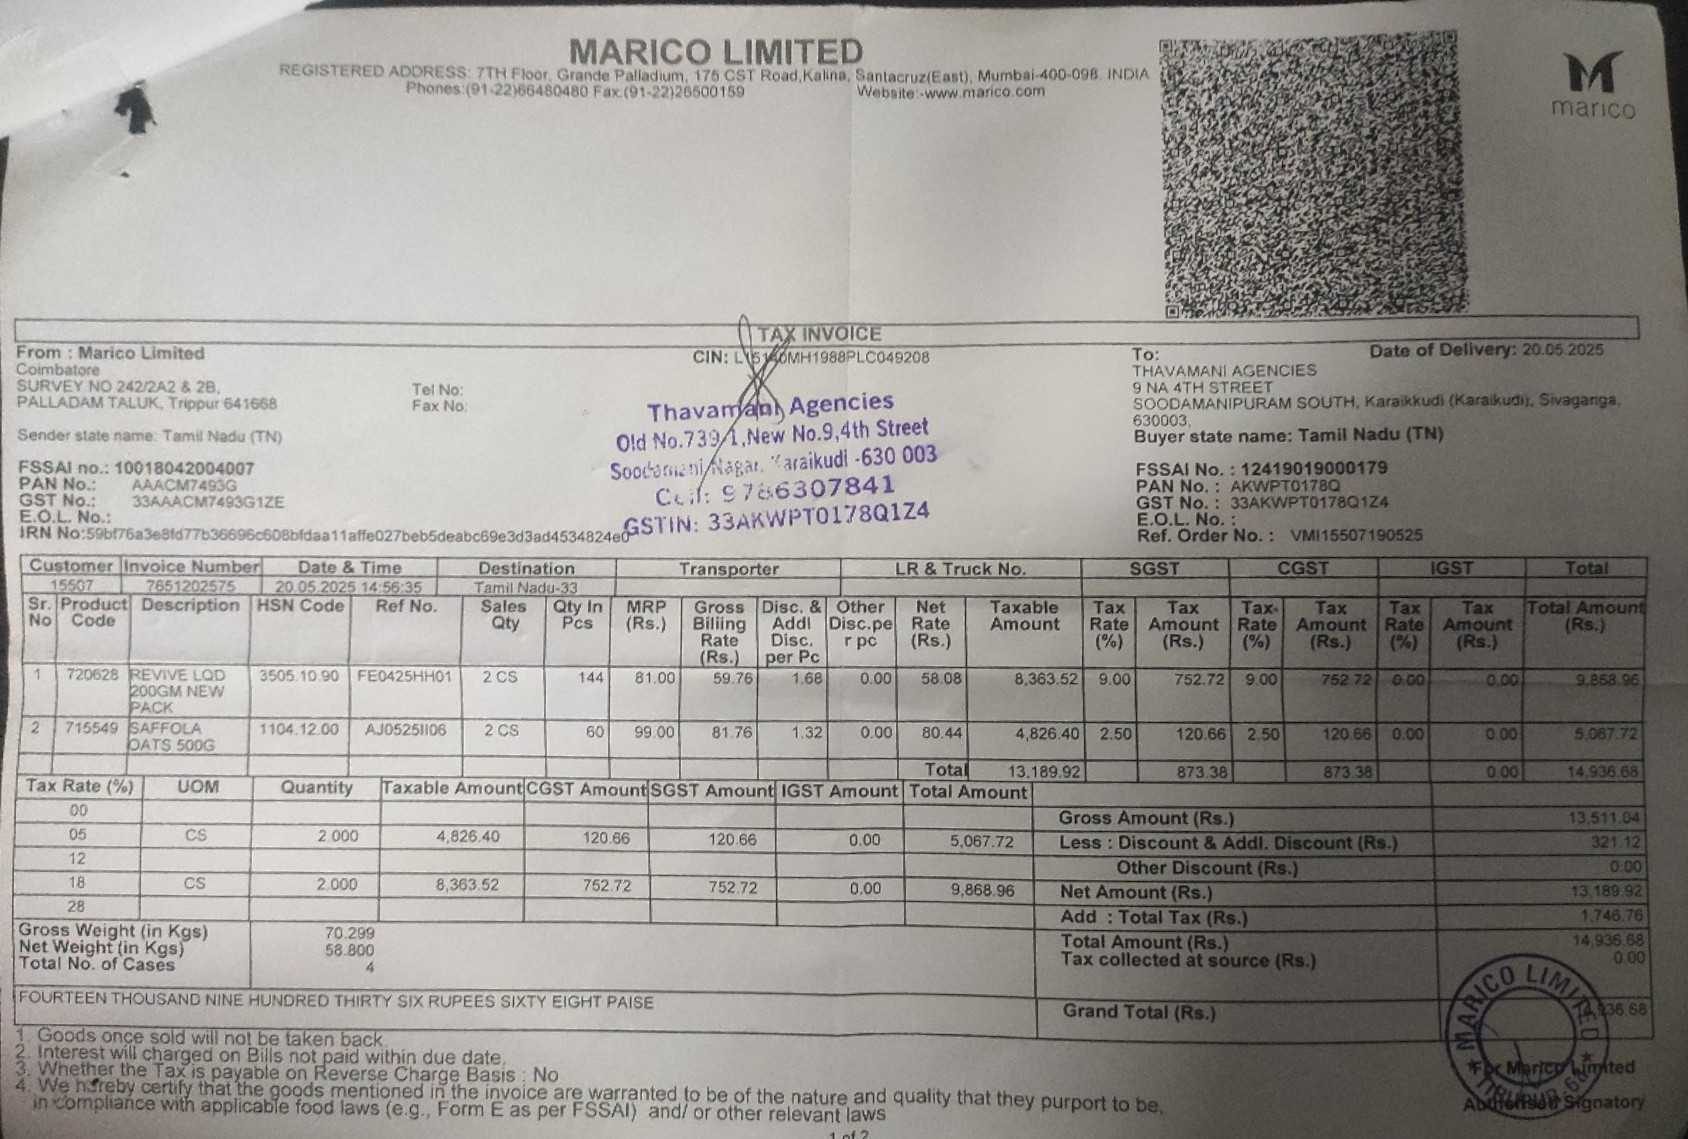 MARICO LIMITED
REGISTERED ADDRESS: 7TH Floor, Grande Palladium, 175 CST Road,Kalina, Santacruz(East), Mumbai-400-098. INDIA
Phones:(91-22)66480480 Fax:(91-22)26500159 Website:-www.marico.com
marico
TAX INVOICE
CIN: L15140MH1988PLC049208
From : Marico Limited
Coimbatore
SURVEY NO 242/2A2 & 2B,
PALLADAM TALUK, Trippur 641668
Tel No:
Fax No:
Sender state name: Tamil Nadu (TN)
FSSAI no.: 10018042004007
PAN No.: AAACM7493G
GST No.: 33AAACM7493G1ZE
E.O.L. No.:
IRN No:59bf76a3e8fd77b36696c608bfdaa11affe027beb5deabc69e3d3ad4534824e0
Thavamani Agencies
Old No.739/1,New No.9,4th Street
Soodamani Nagar, Karaikudi -630 003
Cell: 9786307841
GSTIN: 33AKWPT0178Q1Z4
To: Date of Delivery: 20.05.2025
THAVAMANI AGENCIES
9 NA 4TH STREET
SOODAMANIPURAM SOUTH, Karaikkudi (Karaikudi), Sivaganga,
630003,
Buyer state name: Tamil Nadu (TN)
FSSAI No. : 12419019000179
PAN No. : AKWPT0178Q
GST No. : 33AKWPT0178Q1Z4
E.O.L. No. :
Ref. Order No. : VMI15507190525
Customer Invoice Number Date & Time Destination Transporter LR & Truck No. SGST CGST IGST Total
15507 7651202575 20.05.2025 14:56:35 Tamil Nadu-33
Sr. No Product Code Description HSN Code Ref No. Sales Qty Qty In Pcs MRP (Rs.) Gross Billing Rate (Rs.) Disc. & Addl Disc. per Pc Other Disc.pe r pc Net Rate (Rs.) Taxable Amount Tax Rate (%) Tax Amount (Rs.) Tax Rate (%) Tax Amount (Rs.) Tax Rate (%) Tax Amount (Rs.) Total Amount (Rs.)
1 720628 REVIVE LQD 200GM NEW PACK 3505.10.90 FE0425HH01 2 CS 144 81.00 59.76 1.68 0.00 58.08 8,363.52 9.00 752.72 9.00 752.72 0.00 0.00 9,868.96
2 715549 SAFFOLA OATS 500G 1104.12.00 AJ0525II06 2 CS 60 99.00 81.76 1.32 0.00 80.44 4,826.40 2.50 120.66 2.50 120.66 0.00 0.00 5,067.72
Total 13,189.92 873.38 873.38 0.00 14,936.68
Tax Rate (%) UOM Quantity Taxable Amount CGST Amount SGST Amount IGST Amount Total Amount
00
05 CS 2.000 4,826.40 120.66 120.66 0.00 5,067.72
12
18 CS 2.000 8,363.52 752.72 752.72 0.00 9,868.96
28
Gross Amount (Rs.) 13,511.04
Less : Discount & Addl. Discount (Rs.) 321.12
Other Discount (Rs.) 0.00
Net Amount (Rs.) 13,189.92
Add : Total Tax (Rs.) 1,746.76
Total Amount (Rs.) 14,936.68
Tax collected at source (Rs.) 0.00
Gross Weight (in Kgs) 70.299
Net Weight (in Kgs) 58.800
Total No. of Cases 4
FOURTEEN THOUSAND NINE HUNDRED THIRTY SIX RUPEES SIXTY EIGHT PAISE
Grand Total (Rs.) 14,936.68
1. Goods once sold will not be taken back.
2. Interest will charged on Bills not paid within due date.
3. Whether the Tax is payable on Reverse Charge Basis : No
4. We hereby certify that the goods mentioned in the invoice are warranted to be of the nature and quality that they purport to be,
in compliance with applicable food laws (e.g., Form E as per FSSAI) and/ or other relevant laws
MARICO LIMITED
For Marico Limited
Authorised Signatory
1 of 2